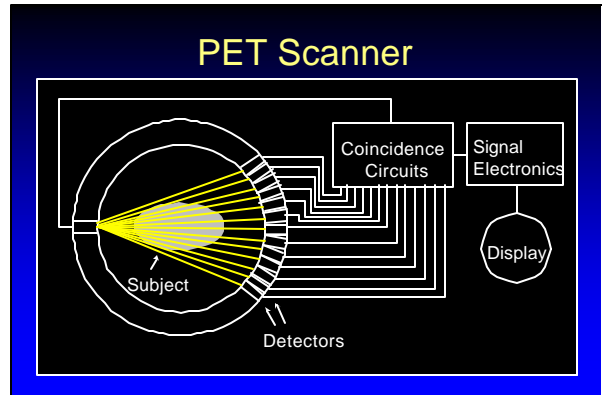 PET Scanner
Coincidence
Circuits
Signal
Electronics
Display
Subject
Detectors